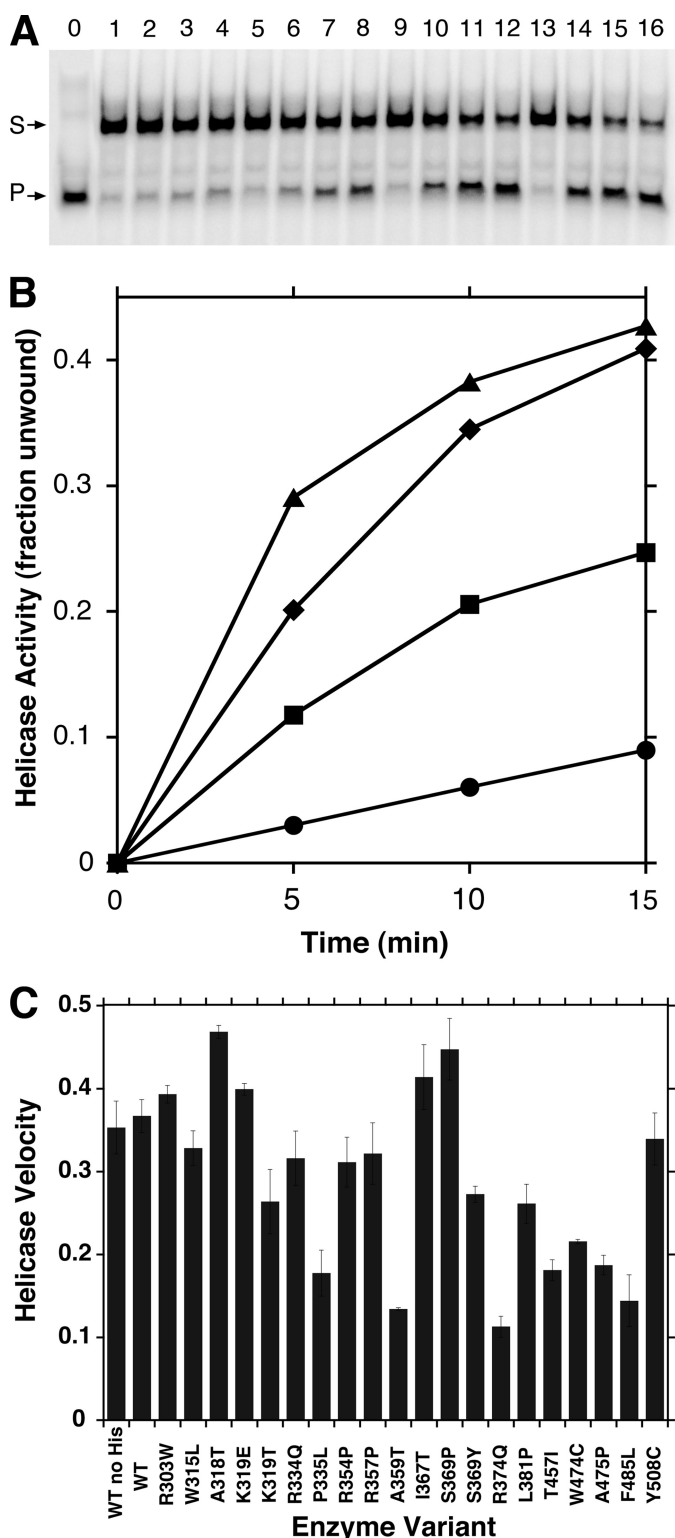 A
0 1 2 3 4 5 6 7 8 9 10 11 12 13 14 15 16
S
P
B
Helicase Activity (fraction unwound)
0.4
0.3
0.2
0.1
0
0 5 10 15
Time (min)
C
Helicase Velocity
0.5
0.4
0.3
0.2
0.1
0
WT no His
WT
R303W
W315L
A318T
K319E
K319T
R334Q
P335L
R354P
R357P
A359T
I367T
S369P
S369Y
R374Q
L381P
T457I
W474C
A475P
F485L
Y508C
Enzyme Variant